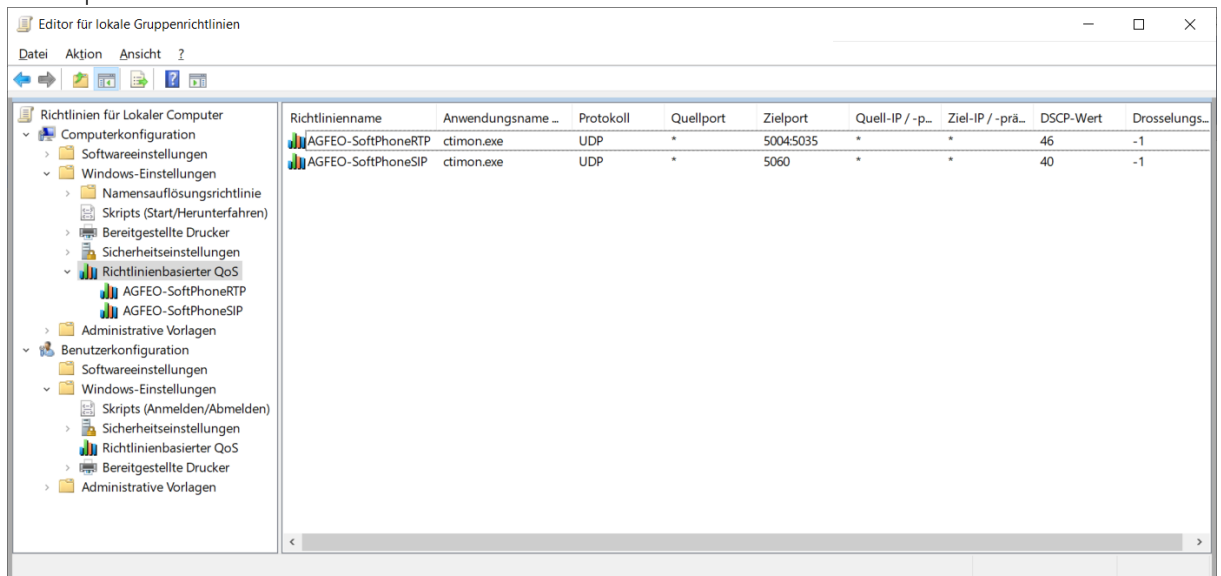 Editor für lokale Gruppenrichtlinien
Datei Aktion Ansicht ?
Richtlinien für Lokaler Computer
Computerkonfiguration
Softwareeinstellungen
Windows-Einstellungen
Namensauflösungsrichtlinie
Skripts (Start/Herunterfahren)
Bereitgestellte Drucker
Sicherheitseinstellungen
Richtlinienbasierter QoS
AGFEO-SoftPhoneRTP
AGFEO-SoftPhoneSIP
Administrative Vorlagen
Benutzerkonfiguration
Softwareeinstellungen
Windows-Einstellungen
Skripts (Anmelden/Abmelden)
Sicherheitseinstellungen
Richtlinienbasierter QoS
Bereitgestellte Drucker
Administrative Vorlagen
Richtlinienname Anwendungsname ... Protokoll Quellport Zielport Quell-IP / -p... Ziel-IP / -prä... DSCP-Wert Drosselungs...
AGFEO-SoftPhoneRTP ctimon.exe UDP * 5004:5035 * * 46 -1
AGFEO-SoftPhoneSIP ctimon.exe UDP * 5060 * * 40 -1